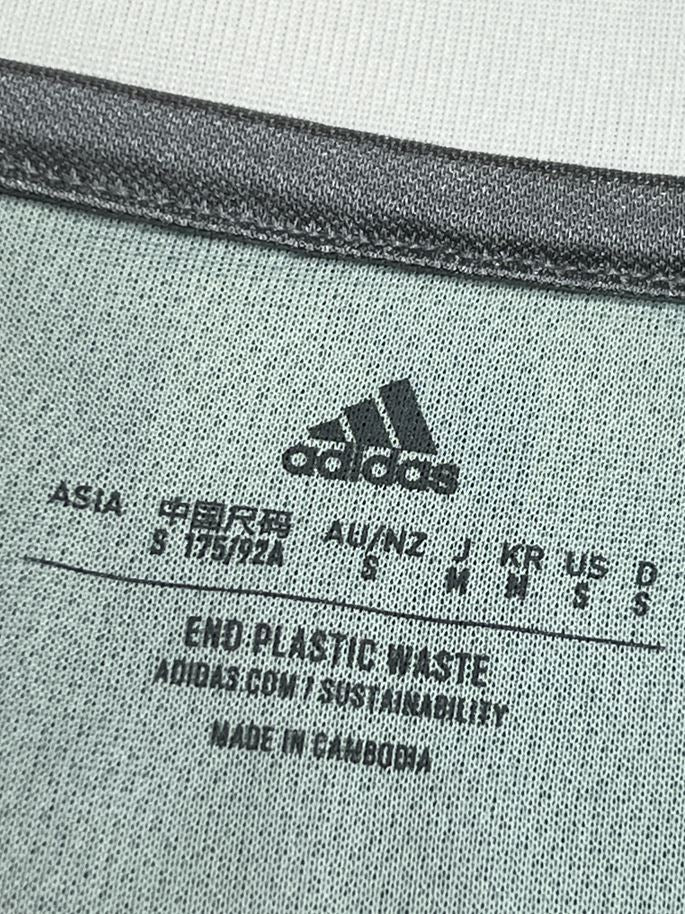 adidas
ASIA 中国尺码 AU/NZ J KR US D
S 175/92A S M M S S
END PLASTIC WASTE
ADIDAS.COM / SUSTAINABILITY
MADE IN CAMBODIA